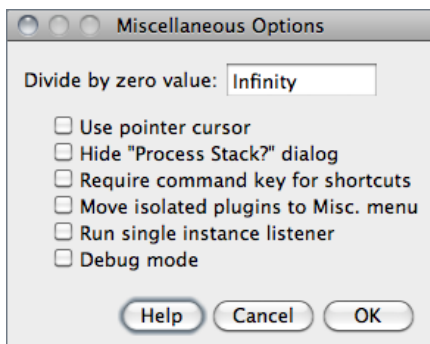 Miscellaneous Options
Divide by zero value: Infinity
Use pointer cursor
Hide "Process Stack?" dialog
Require command key for shortcuts
Move isolated plugins to Misc. menu
Run single instance listener
Debug mode
Help Cancel OK